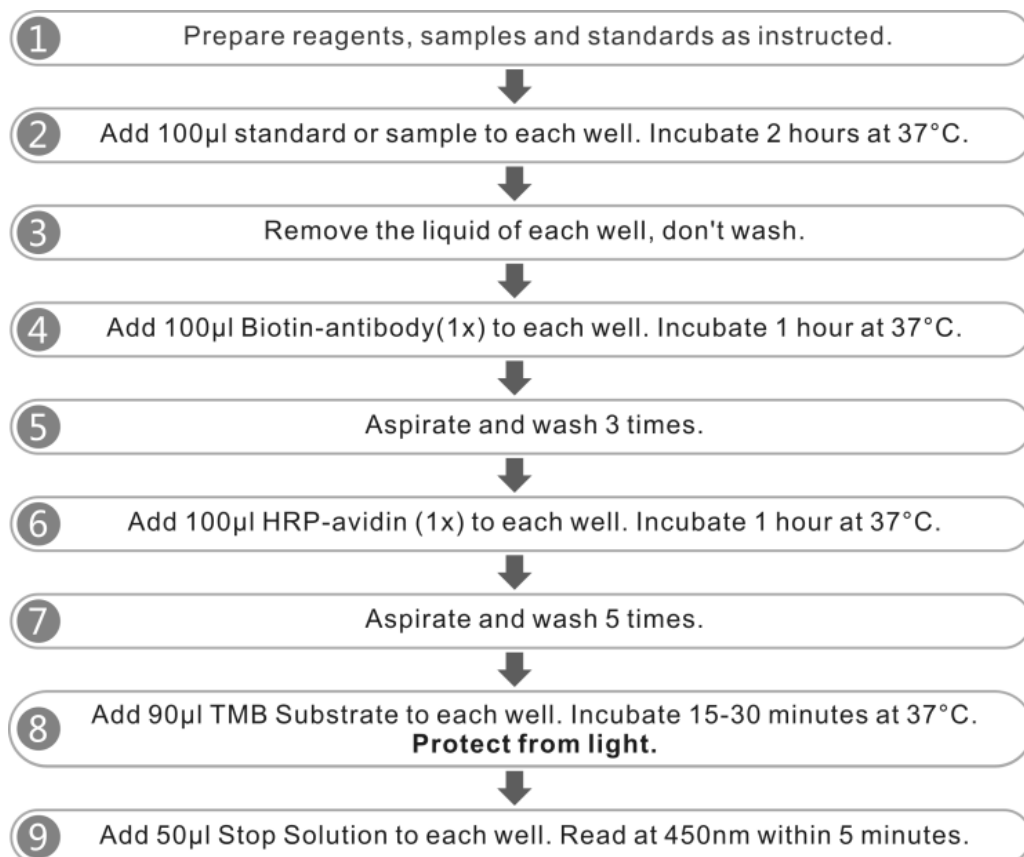 1 Prepare reagents, samples and standards as instructed.
2 Add 100μl standard or sample to each well. Incubate 2 hours at 37°C.
3 Remove the liquid of each well, don't wash.
4 Add 100μl Biotin-antibody(1x) to each well. Incubate 1 hour at 37°C.
5 Aspirate and wash 3 times.
6 Add 100μl HRP-avidin (1x) to each well. Incubate 1 hour at 37°C.
7 Aspirate and wash 5 times.
8 Add 90μl TMB Substrate to each well. Incubate 15-30 minutes at 37°C.
Protect from light.
9 Add 50μl Stop Solution to each well. Read at 450nm within 5 minutes.